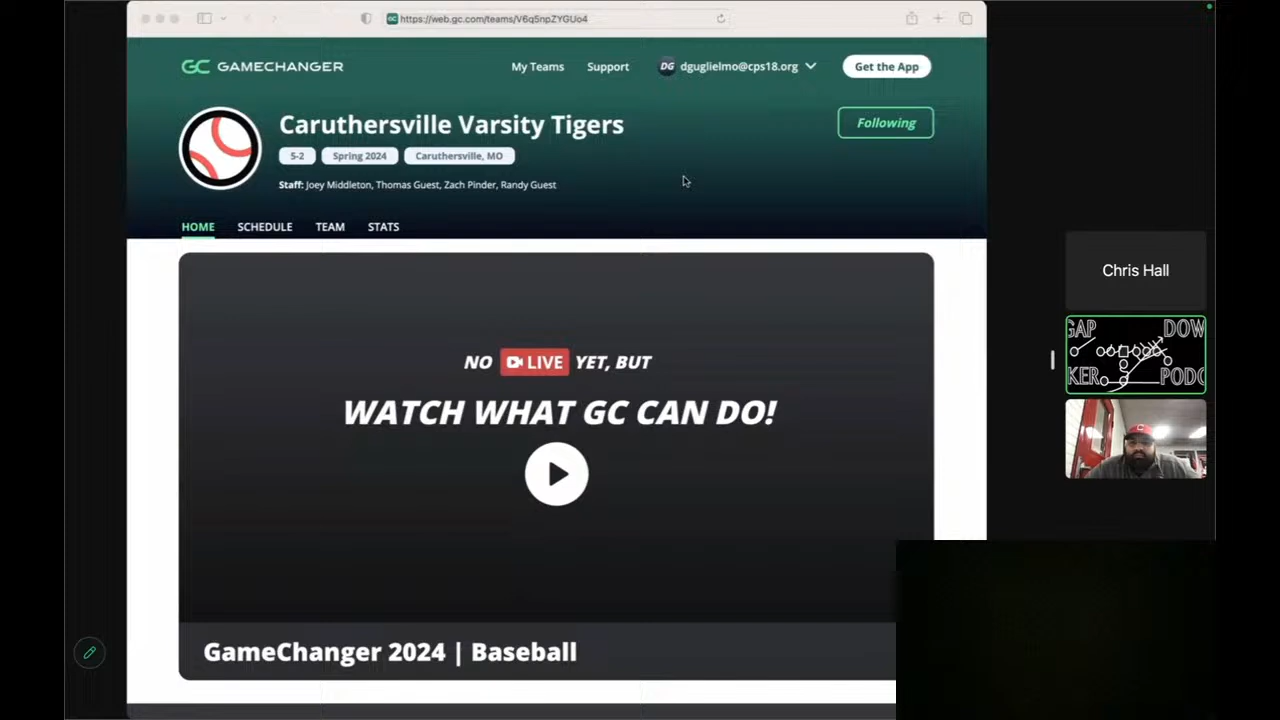 https://web.gc.com/teams/V6q5npZYGUo4
GC GAMECHANGER
My Teams
Support
DG dguglielmo@cps18.org
Get the App
Caruthersville Varsity Tigers
Following
5-2
Spring 2024
Caruthersville, MO
Staff: Joey Middleton, Thomas Guest, Zach Pinder, Randy Guest
HOME
SCHEDULE
TEAM
STATS
NO LIVE YET, BUT
WATCH WHAT GC CAN DO!
GameChanger 2024 | Baseball
Chris Hall
GAP
DOW
KER
PODC
C